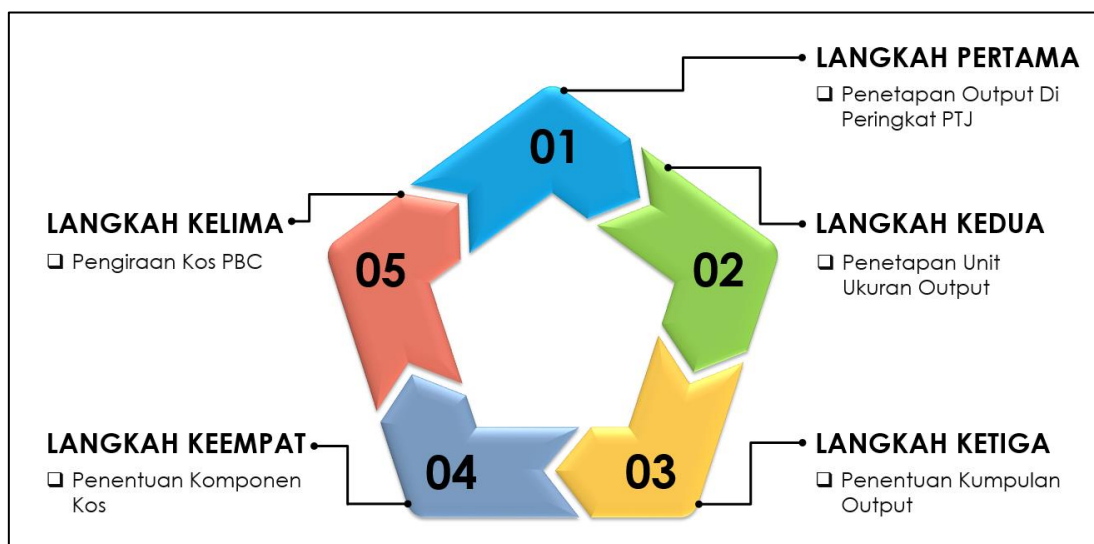 LANGKAH PERTAMA
Penetapan Output Di
Peringkat PTJ
01
LANGKAH KEDUA
Penetapan Unit
Ukuran Output
02
LANGKAH KETIGA
Penentuan Kumpulan
Output
03
LANGKAH KEEMPAT
Penentuan Komponen
Kos
04
LANGKAH KELIMA
Pengiraan Kos PBC
05